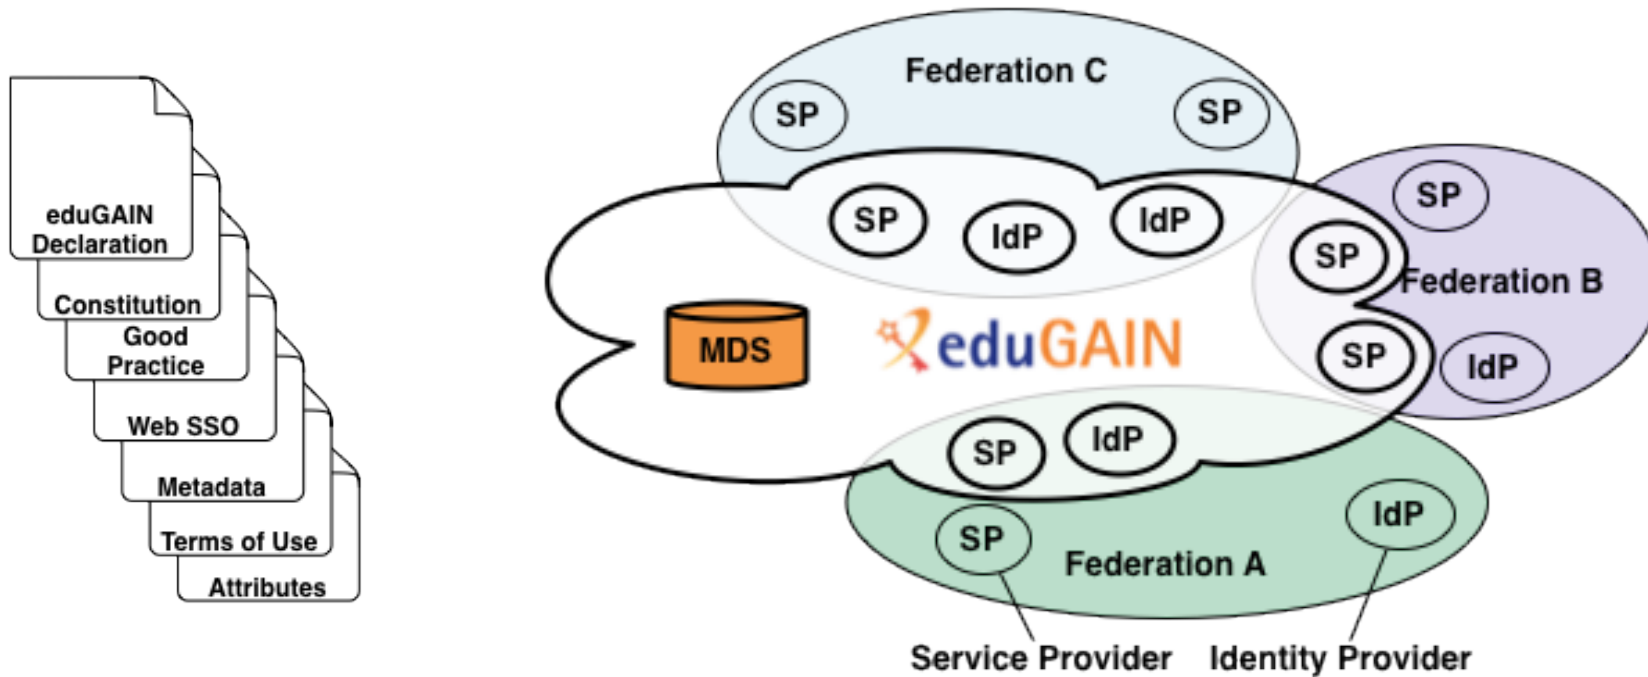 eduGAIN
Declaration
Constitution
Good
Practice
Web SSO
Metadata
Terms of Use
Attributes
Federation C
SP
SP
SP
IdP
IdP
SP
SP
Federation B
SP
IdP
MDS
eduGAIN
SP
IdP
SP
IdP
Federation A
Service Provider
Identity Provider